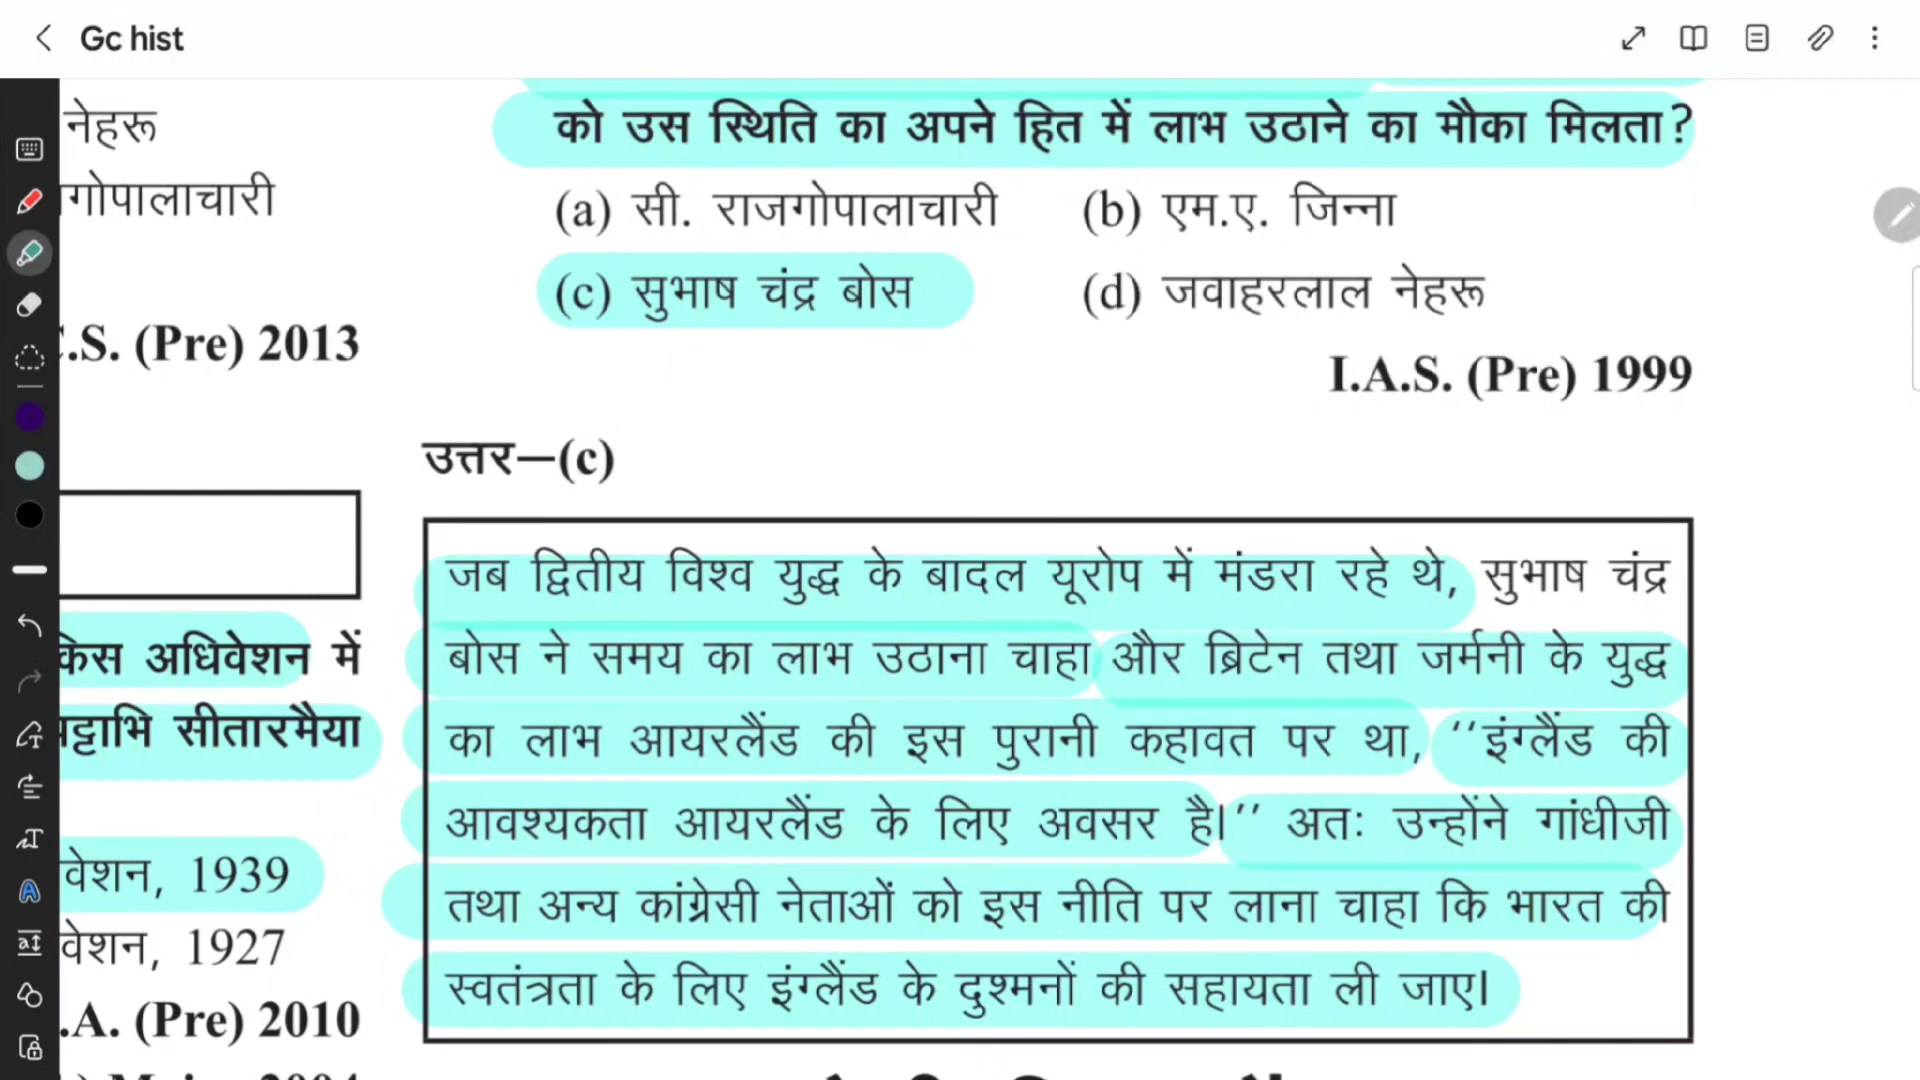 Gc hist
नेहरू
गोपालाचारी
.S. (Pre) 2013
किस अधिवेशन में
पट्टाभि सीतारमैया
वेशन, 1939
वेशन, 1927
.A. (Pre) 2010
को उस स्थिति का अपने हित में लाभ उठाने का मौका मिलता?
(a) सी. राजगोपालाचारी (b) एम.ए. जिन्ना
(c) सुभाष चंद्र बोस (d) जवाहरलाल नेहरू
I.A.S. (Pre) 1999
उत्तर—(c)
जब द्वितीय विश्व युद्ध के बादल यूरोप में मंडरा रहे थे, सुभाष चंद्र
बोस ने समय का लाभ उठाना चाहा और ब्रिटेन तथा जर्मनी के युद्ध
का लाभ आयरलैंड की इस पुरानी कहावत पर था, ‘‘इंग्लैंड की
आवश्यकता आयरलैंड के लिए अवसर है।’’ अतः उन्होंने गांधीजी
तथा अन्य कांग्रेसी नेताओं को इस नीति पर लाना चाहा कि भारत की
स्वतंत्रता के लिए इंग्लैंड के दुश्मनों की सहायता ली जाए।